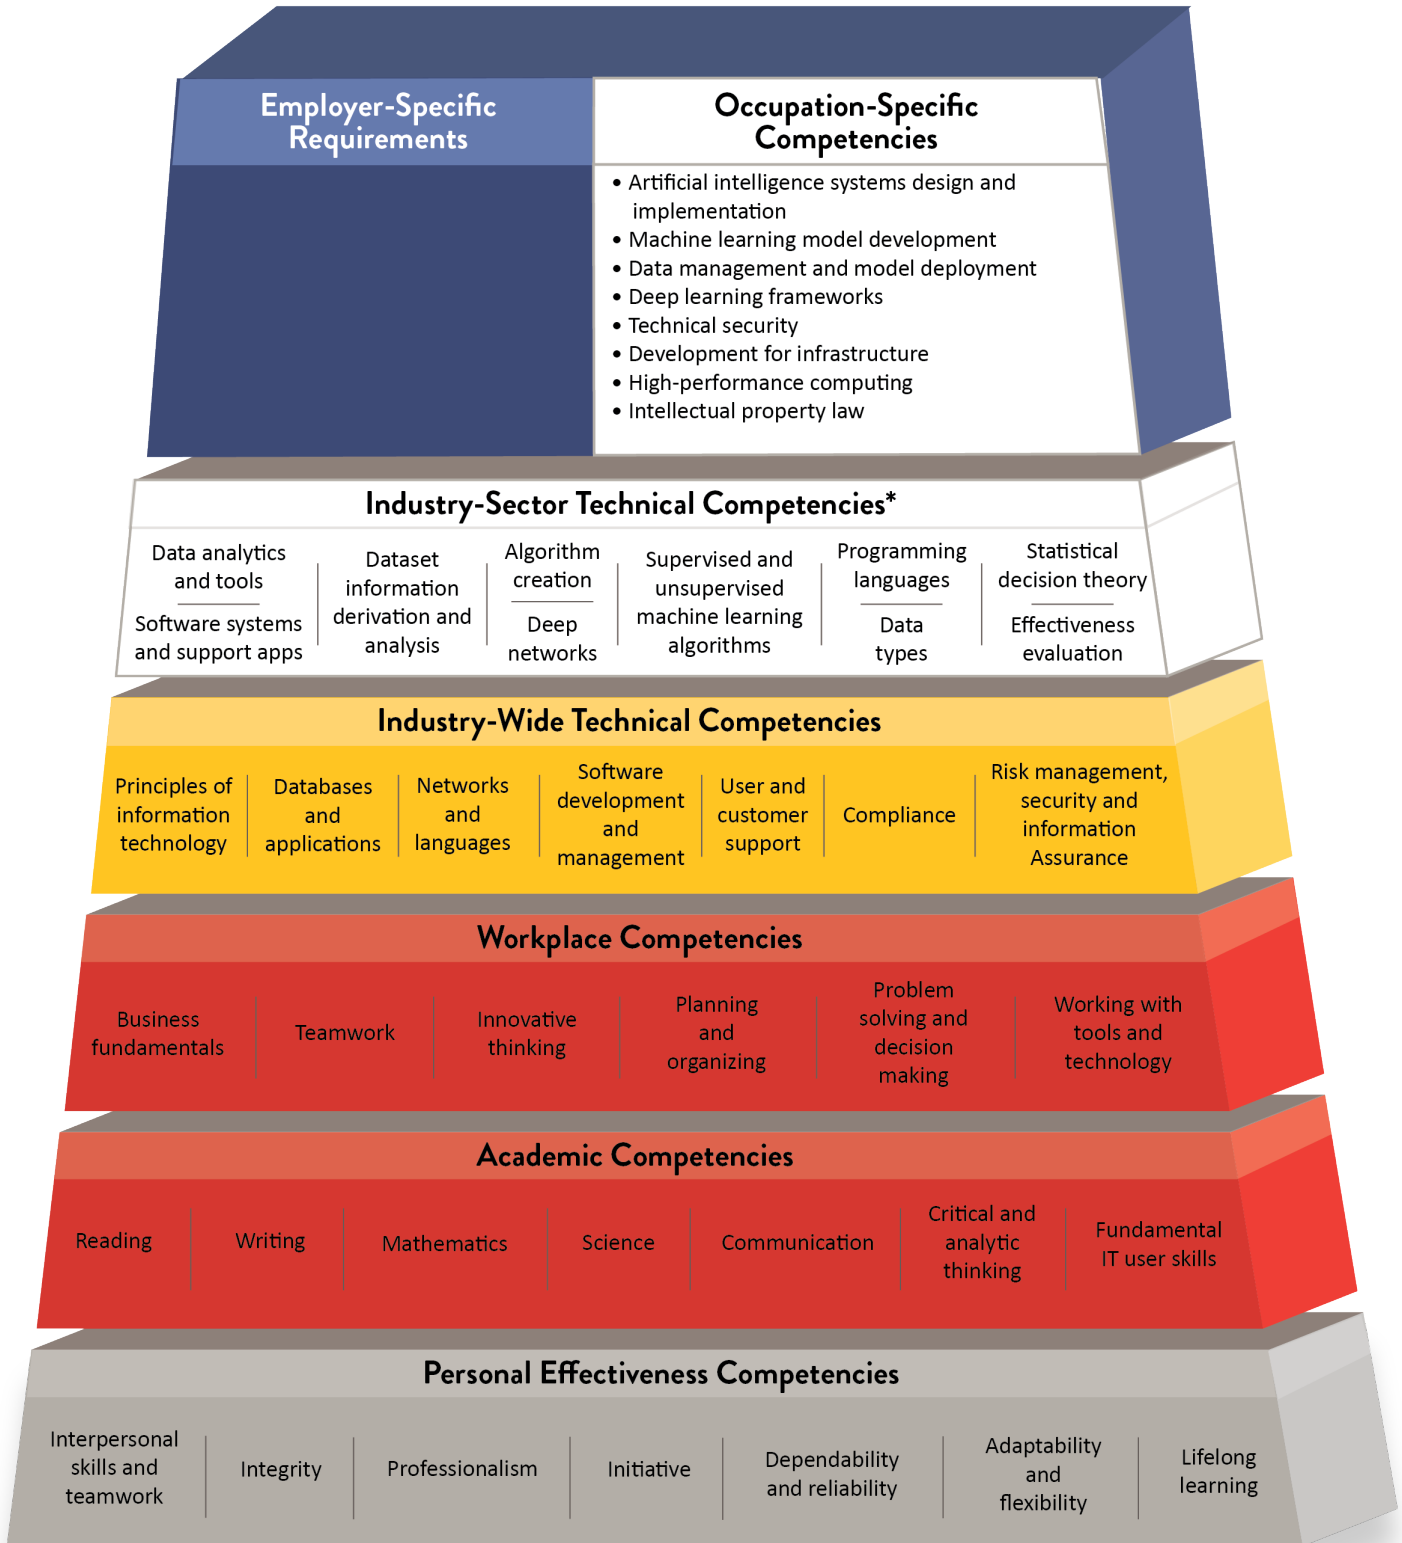 Employer-Specific
Requirements
Occupation-Specific
Competencies
• Artificial intelligence systems design and
implementation
• Machine learning model development
• Data management and model deployment
• Deep learning frameworks
• Technical security
• Development for infrastructure
• High-performance computing
• Intellectual property law
Industry-Sector Technical Competencies*
Data analytics
and tools
Software systems
and support apps
Dataset
information
derivation and
analysis
Algorithm
creation
Deep
networks
Supervised and
unsupervised
machine learning
algorithms
Programming
languages
Data
types
Statistical
decision theory
Effectiveness
evaluation
Industry-Wide Technical Competencies
Principles of
information
technology
Databases
and
applications
Networks
and
languages
Software
development
and
management
User and
customer
support
Compliance
Risk management,
security and
information
Assurance
Workplace Competencies
Business
fundamentals
Teamwork
Innovative
thinking
Planning
and
organizing
Problem
solving and
decision
making
Working with
tools and
technology
Academic Competencies
Reading
Writing
Mathematics
Science
Communication
Critical and
analytic
thinking
Fundamental
IT user skills
Personal Effectiveness Competencies
Interpersonal
skills and
teamwork
Integrity
Professionalism
Initiative
Dependability
and reliability
Adaptability
and
flexibility
Lifelong
learning